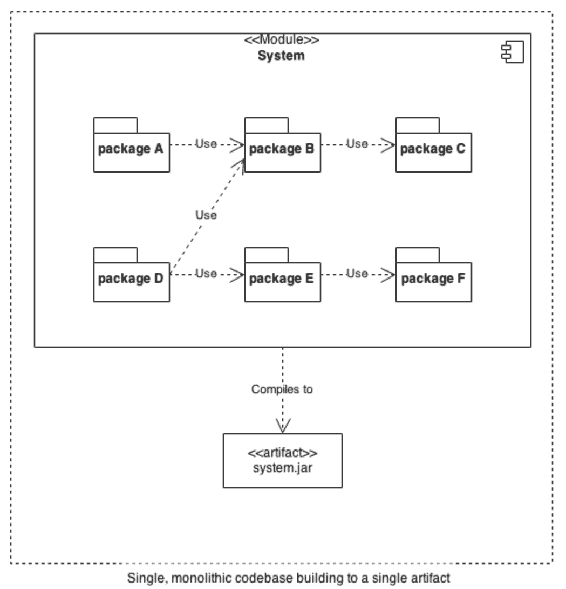 <<Module>>
System
package A
Use
package B
Use
package C
Use
package D
Use
package E
Use
package F
Compiles to
<<artifact>>
system.jar
Single, monolithic codebase building to a single artifact